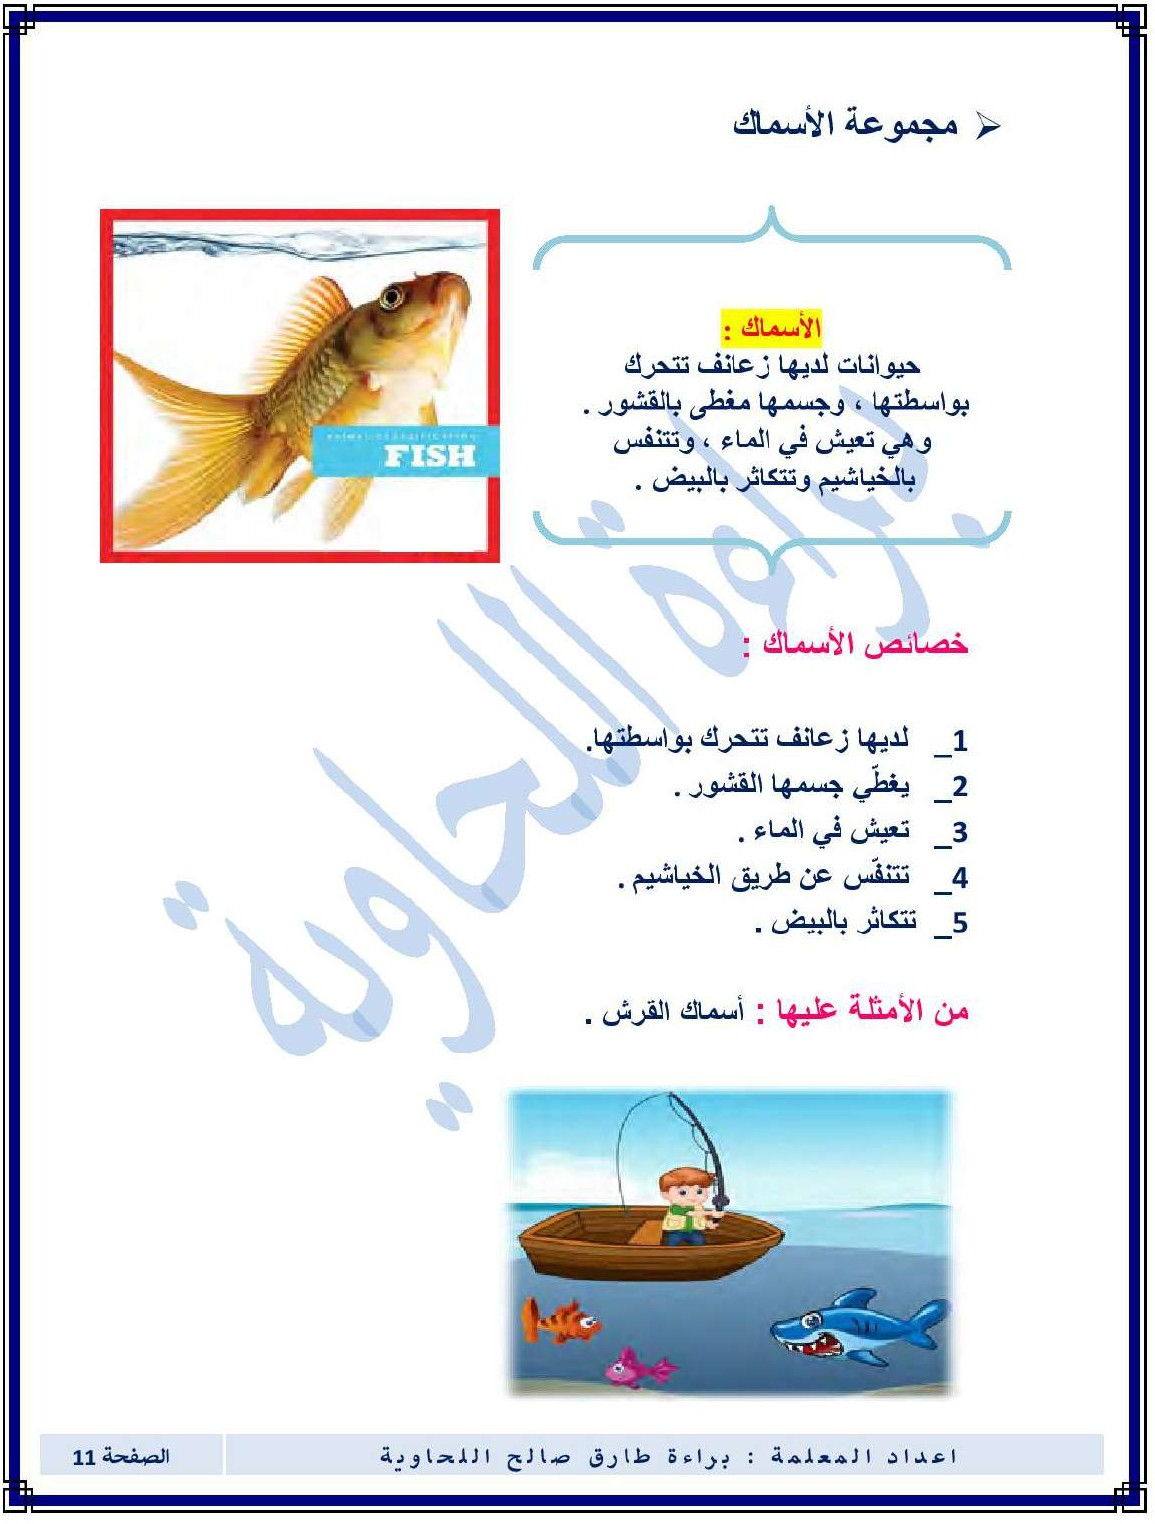 مجموعة الأسماك
FISH
الأسماك :
حيوانات لديها زعانف تتحرك
بواسطتها ، وجسمها مغطى بالقشور .
وهي تعيش في الماء ، وتتنفس
بالخياشيم وتتكاثر بالبيض .
براءة اللحاوية
خصائص الأسماك :
1_ لديها زعانف تتحرك بواسطتها.
2_ يغطّي جسمها القشور .
3_ تعيش في الماء .
4_ تتنفّس عن طريق الخياشيم .
5_ تتكاثر بالبيض .
من الأمثلة عليها : أسماك القرش .
اعداد المعلمة : براءة طارق صالح اللحاوية
الصفحة 11